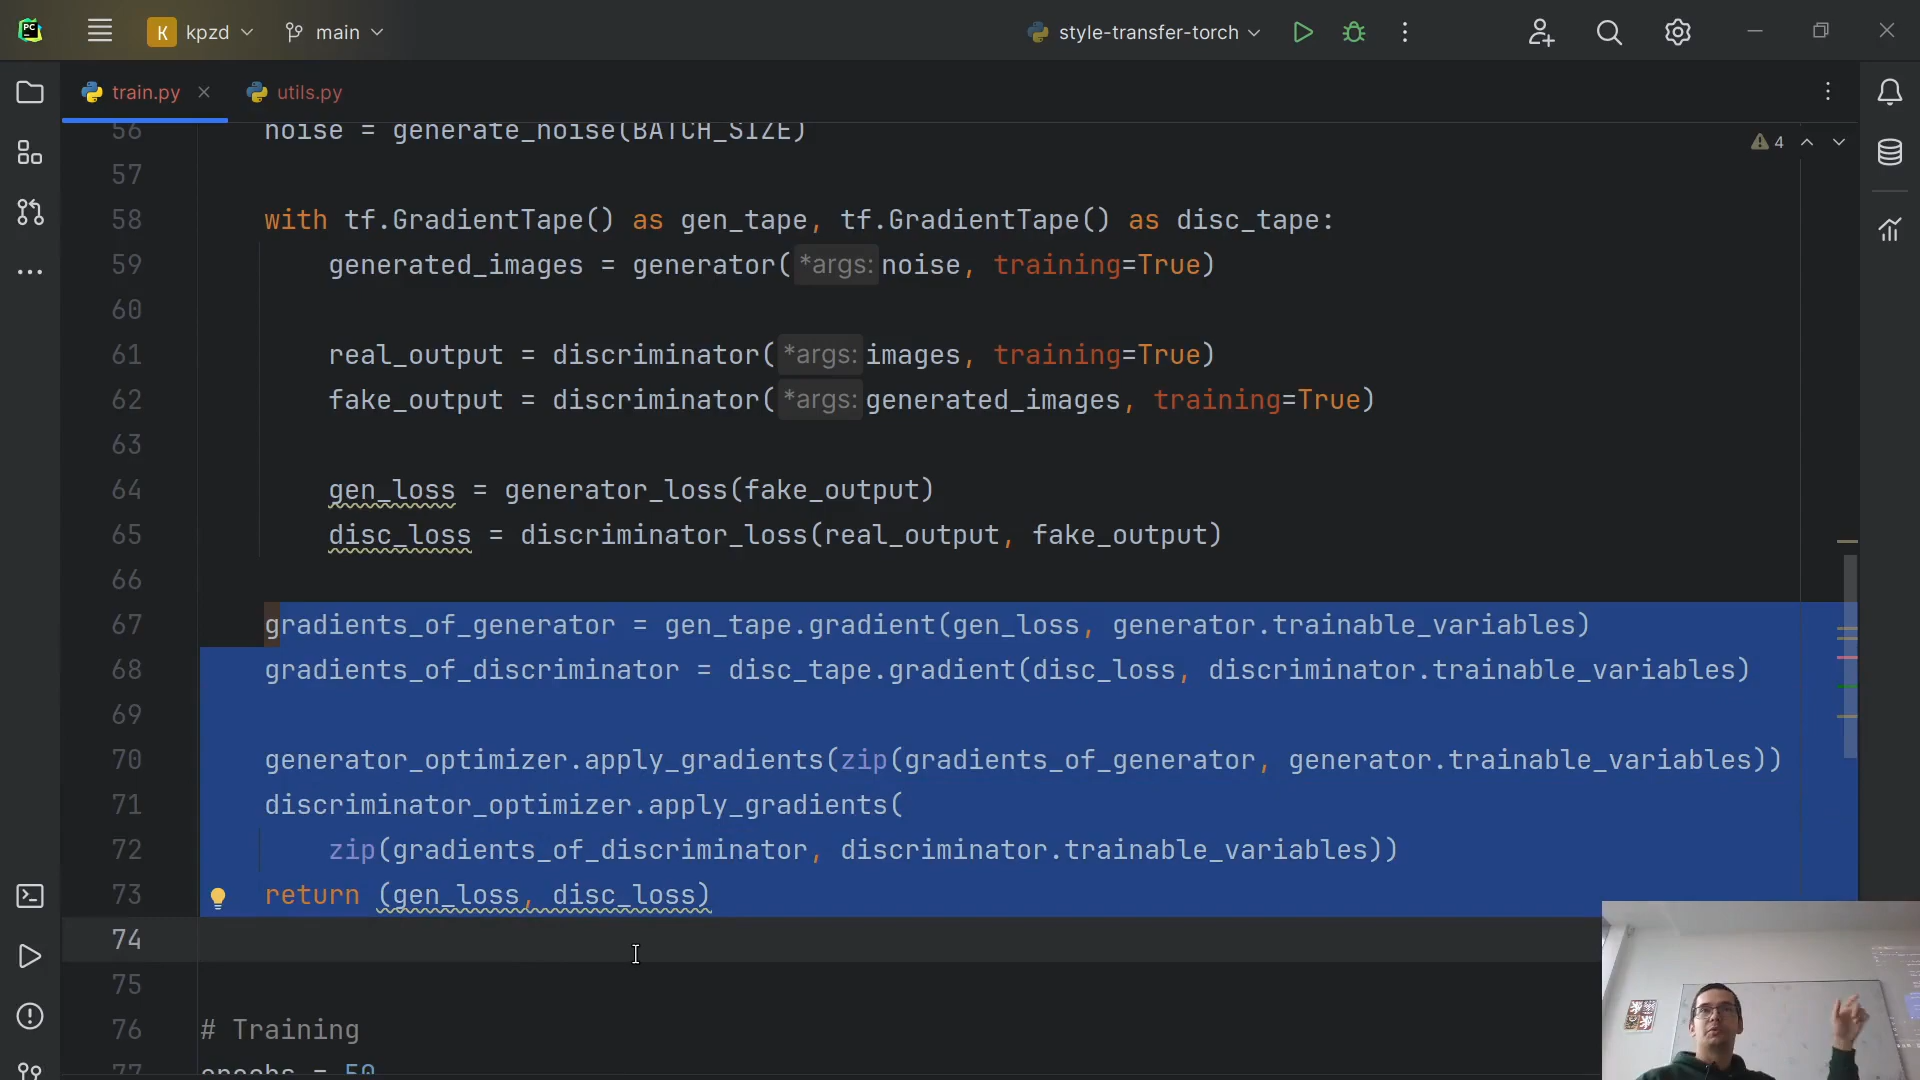 PC
K kpzd
main
style-transfer-torch
train.py
utils.py
4
56 noise = generate_noise(BATCH_SIZE)
57
58 with tf.GradientTape() as gen_tape, tf.GradientTape() as disc_tape:
59 generated_images = generator(*args: noise, training=True)
60
61 real_output = discriminator(*args: images, training=True)
62 fake_output = discriminator(*args: generated_images, training=True)
63
64 gen_loss = generator_loss(fake_output)
65 disc_loss = discriminator_loss(real_output, fake_output)
66
67 gradients_of_generator = gen_tape.gradient(gen_loss, generator.trainable_variables)
68 gradients_of_discriminator = disc_tape.gradient(disc_loss, discriminator.trainable_variables)
69
70 generator_optimizer.apply_gradients(zip(gradients_of_generator, generator.trainable_variables))
71 discriminator_optimizer.apply_gradients(
72 zip(gradients_of_discriminator, discriminator.trainable_variables))
73 return (gen_loss, disc_loss)
74
75
76 # Training
77 epochs = 50